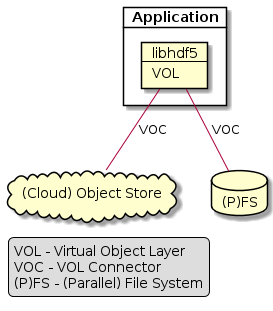 Application
libhdf5
VOL
VOC
VOC
(Cloud) Object Store
(P)FS
VOL - Virtual Object Layer
VOC - VOL Connector
(P)FS - (Parallel) File System